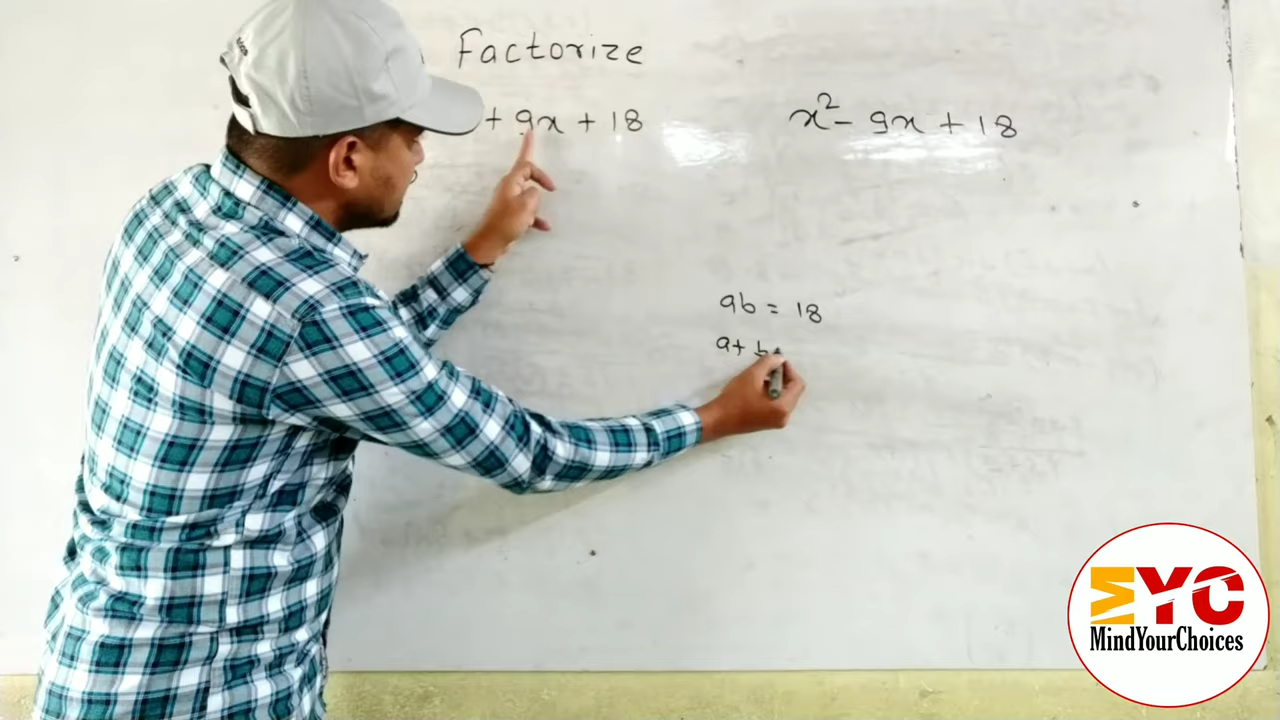 Factorize
+ 9x + 18
x² - 9x + 18
ab = 18
a + b
MYC
MindYourChoices